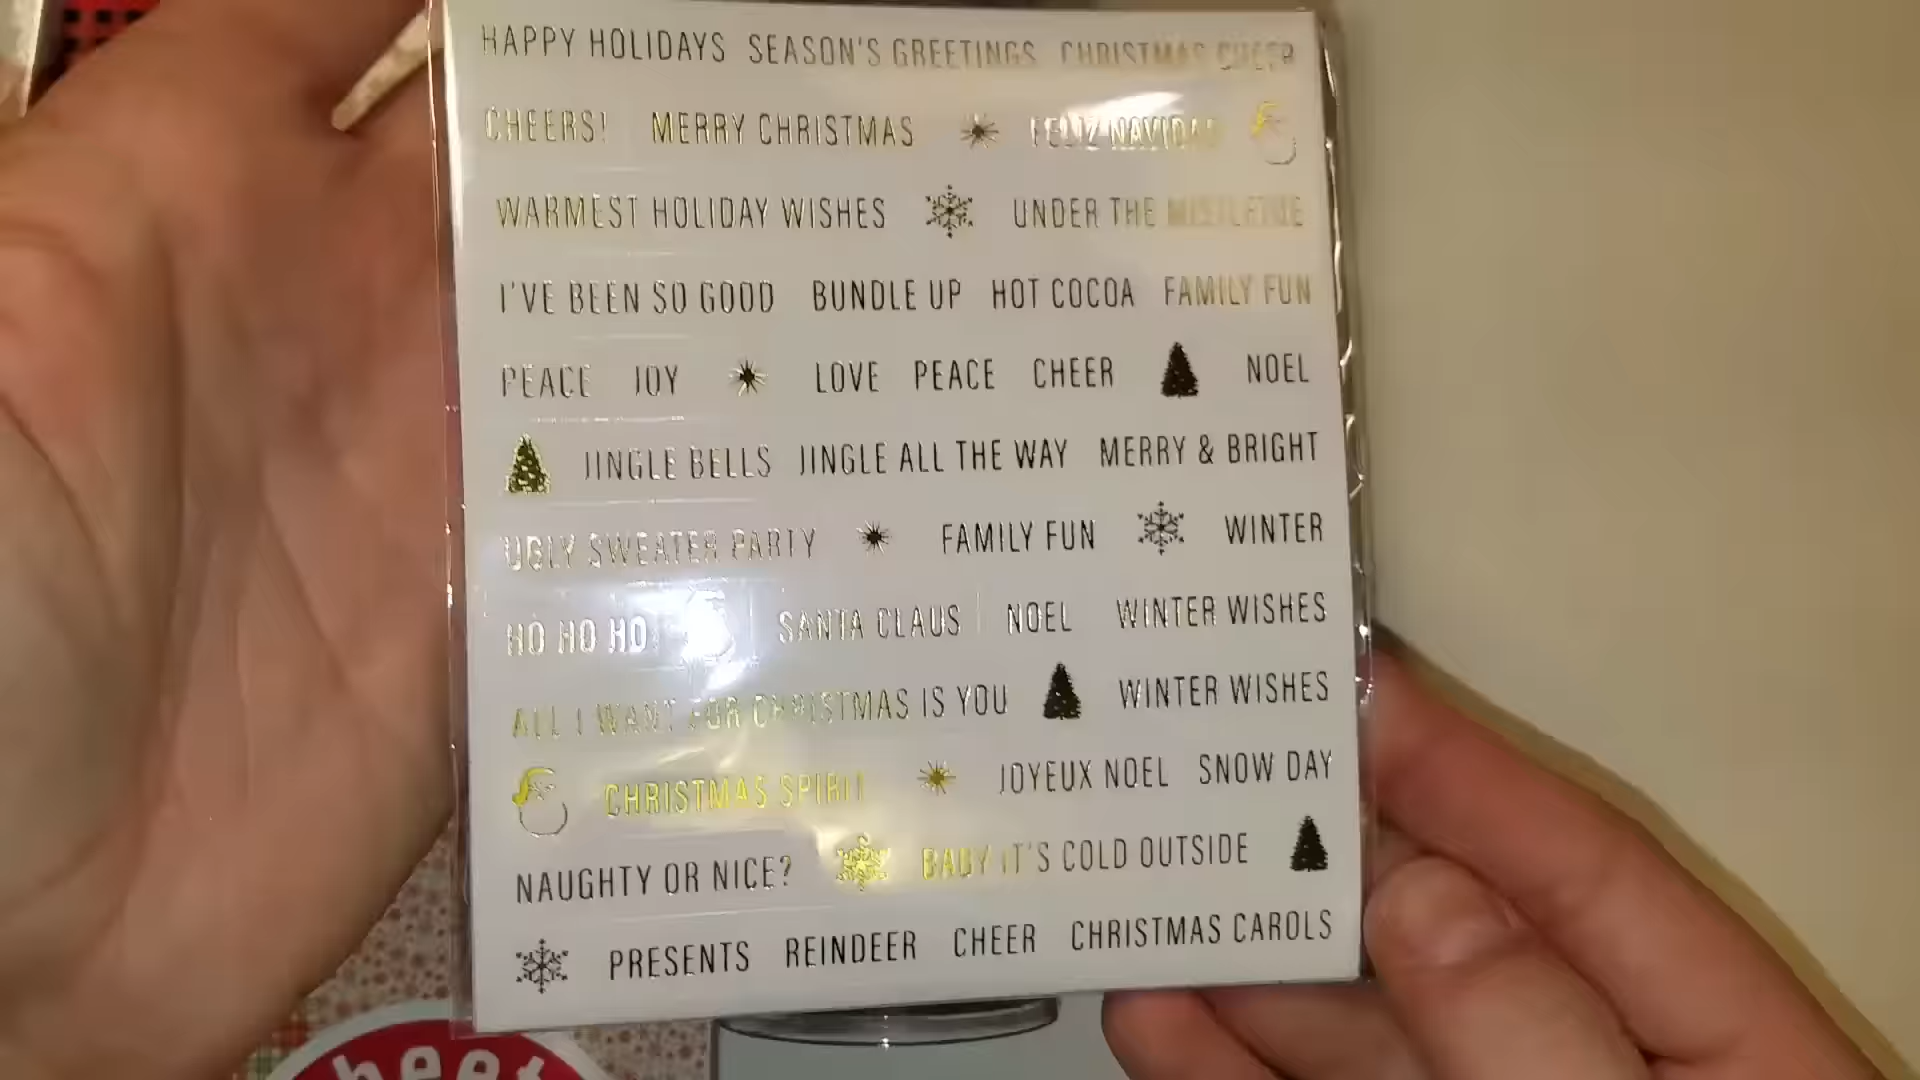 HAPPY HOLIDAYS SEASON'S GREETINGS CHRISTMAS CHEER
CHEERS! MERRY CHRISTMAS FELIZ NAVIDAD
WARMEST HOLIDAY WISHES UNDER THE MISTLETOE
I'VE BEEN SO GOOD BUNDLE UP HOT COCOA FAMILY FUN
PEACE JOY LOVE PEACE CHEER NOEL
JINGLE BELLS JINGLE ALL THE WAY MERRY & BRIGHT
UGLY SWEATER PARTY FAMILY FUN WINTER
HO HO HO SANTA CLAUS NOEL WINTER WISHES
ALL I WANT FOR CHRISTMAS IS YOU WINTER WISHES
CHRISTMAS SPIRIT JOYEUX NOEL SNOW DAY
NAUGHTY OR NICE? BABY IT'S COLD OUTSIDE
PRESENTS REINDEER CHEER CHRISTMAS CAROLS